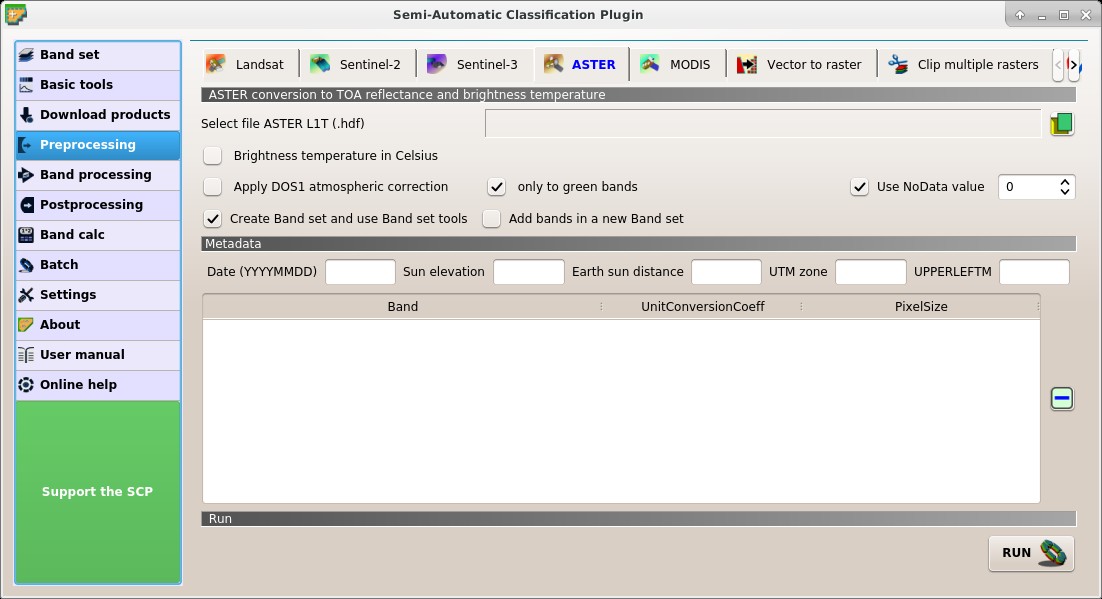 Semi-Automatic Classification Plugin
Band set
Basic tools
Download products
Preprocessing
Band processing
Postprocessing
Band calc
Batch
Settings
About
User manual
Online help
Support the SCP
Landsat Sentinel-2 Sentinel-3 ASTER MODIS Vector to raster Clip multiple rasters
ASTER conversion to TOA reflectance and brightness temperature
Select file ASTER L1T (.hdf)
Brightness temperature in Celsius
Apply DOS1 atmospheric correction only to green bands Use NoData value 0
Create Band set and use Band set tools Add bands in a new Band set
Metadata
Date (YYYYMMDD) Sun elevation Earth sun distance UTM zone UPPERLEFTM
Band UnitConversionCoeff PixelSize
Run
RUN